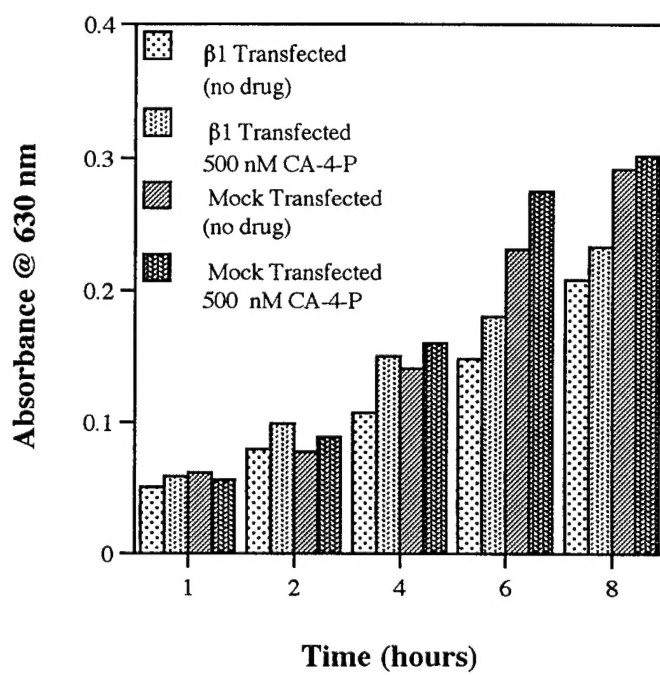 Absorbance @ 630 nm
0.4
0.3
0.2
0.1
0
β1 Transfected
(no drug)
β1 Transfected
500 nM CA-4-P
Mock Transfected
(no drug)
Mock Transfected
500 nM CA-4-P
1 2 4 6 8
Time (hours)